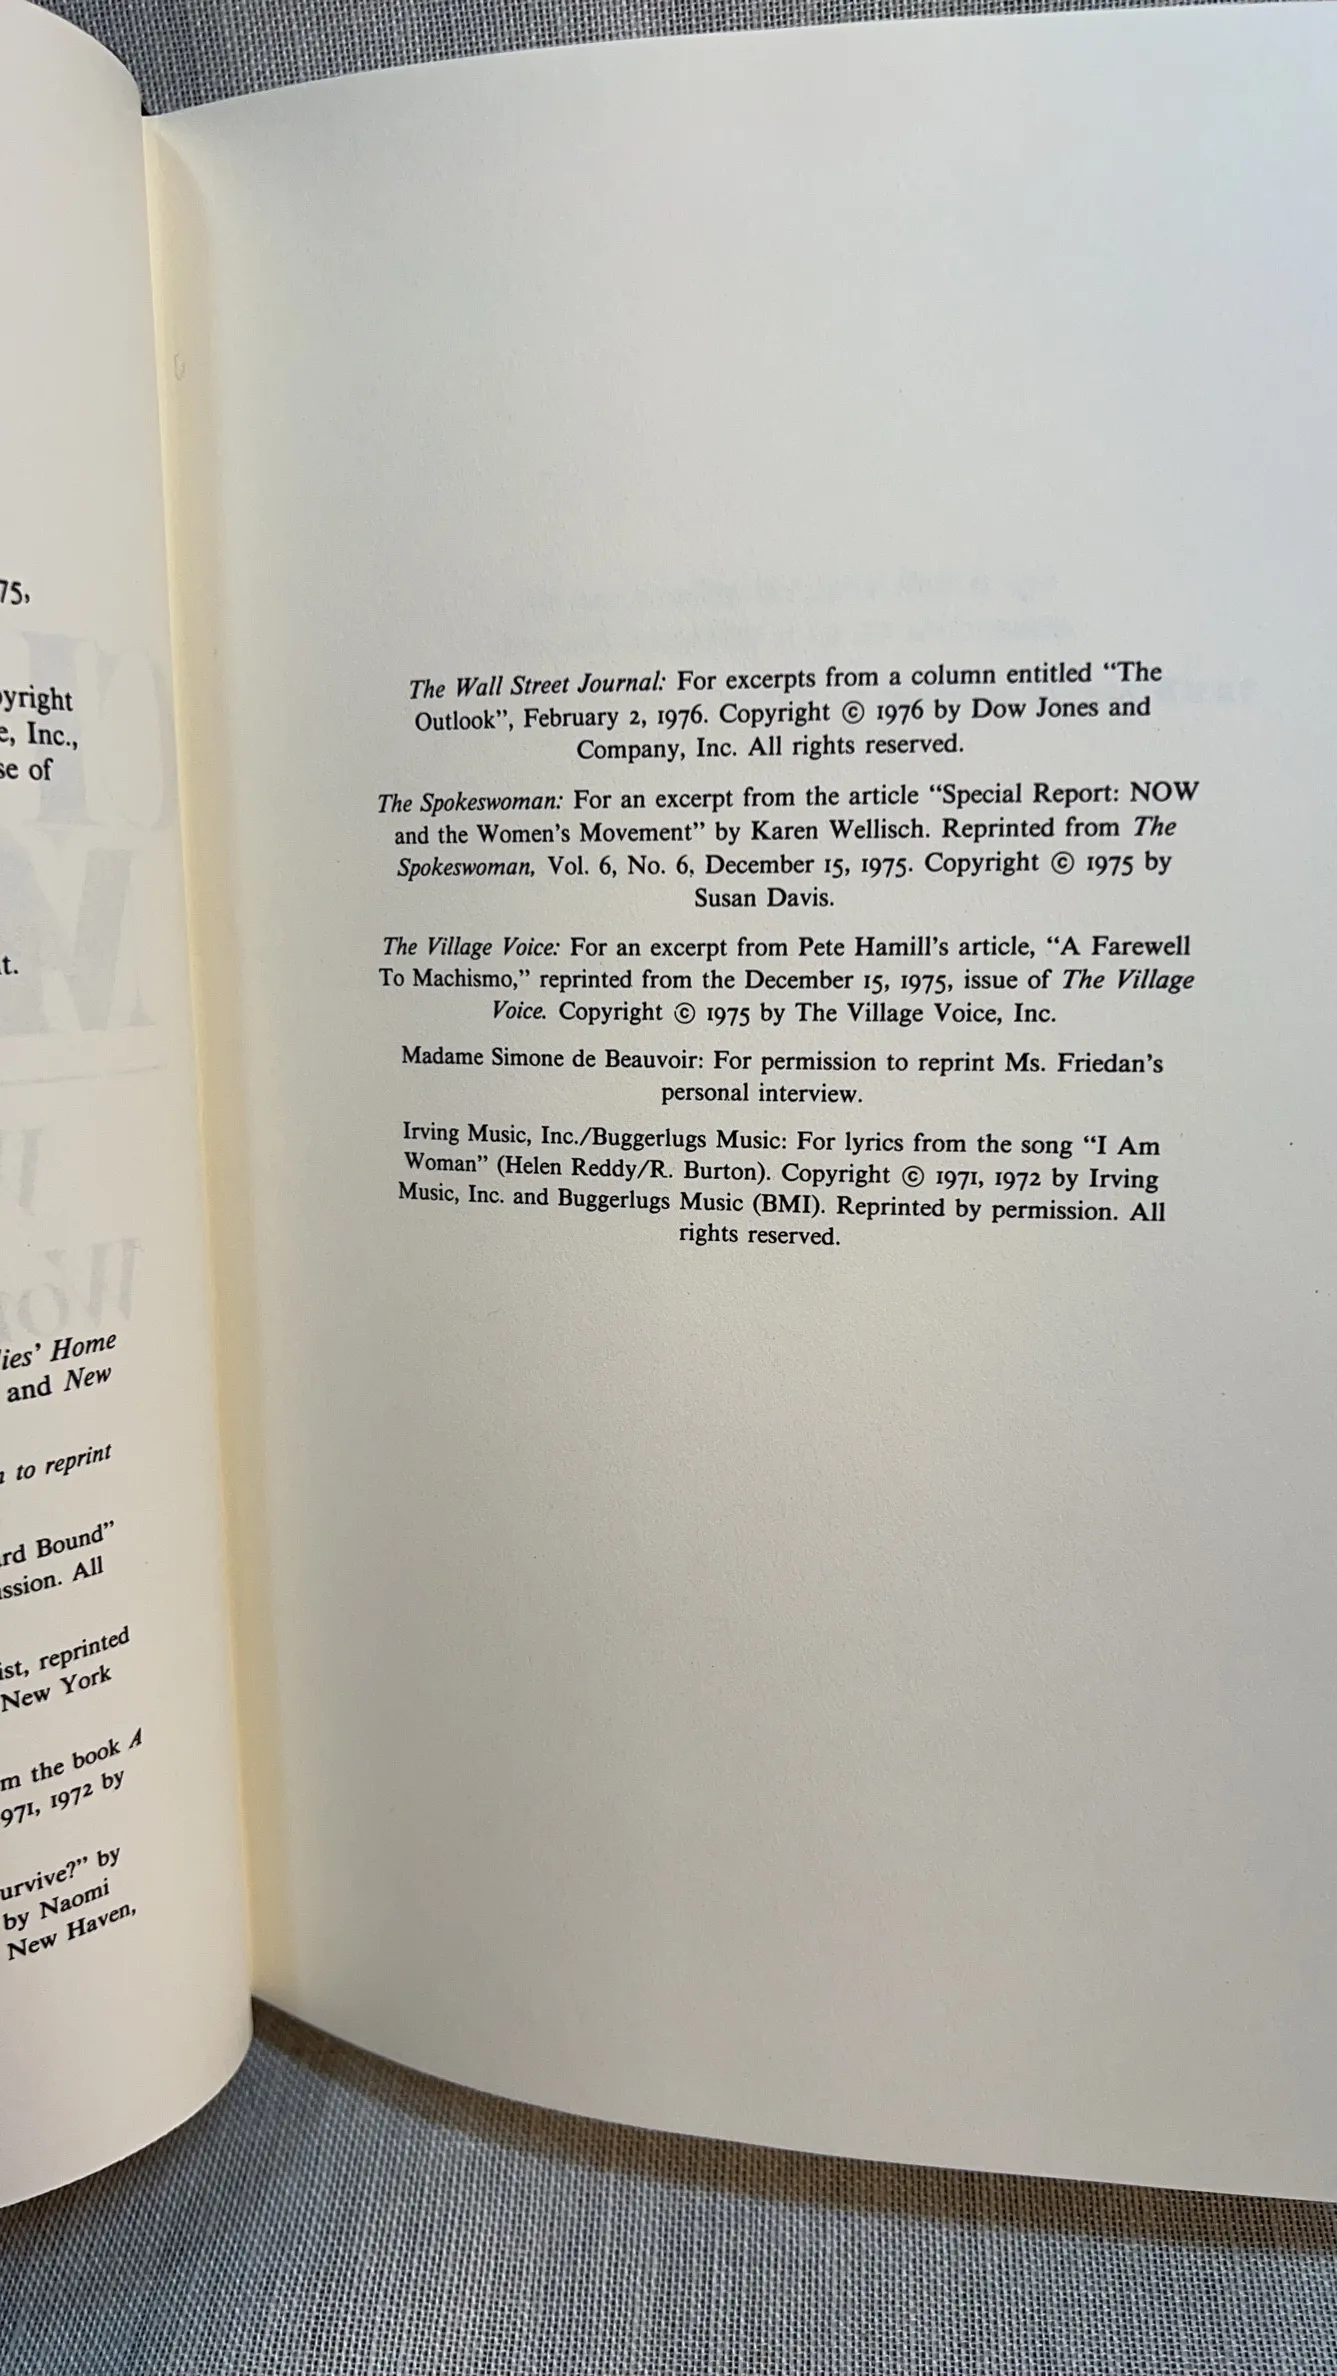 75,
yright
e, Inc.,
se of
t.
ies’ Home
and New
n to reprint
rd Bound”
ission. All
ist, reprinted
New York
m the book A
971, 1972 by
urvive?” by
by Naomi
New Haven,
The Wall Street Journal: For excerpts from a column entitled “The
Outlook”, February 2, 1976. Copyright © 1976 by Dow Jones and
Company, Inc. All rights reserved.
The Spokeswoman: For an excerpt from the article “Special Report: NOW
and the Women’s Movement” by Karen Wellisch. Reprinted from The
Spokeswoman, Vol. 6, No. 6, December 15, 1975. Copyright © 1975 by
Susan Davis.
The Village Voice: For an excerpt from Pete Hamill’s article, “A Farewell
To Machismo,” reprinted from the December 15, 1975, issue of The Village
Voice. Copyright © 1975 by The Village Voice, Inc.
Madame Simone de Beauvoir: For permission to reprint Ms. Friedan’s
personal interview.
Irving Music, Inc./Buggerlugs Music: For lyrics from the song “I Am
Woman” (Helen Reddy/R. Burton). Copyright © 1971, 1972 by Irving
Music, Inc. and Buggerlugs Music (BMI). Reprinted by permission. All
rights reserved.